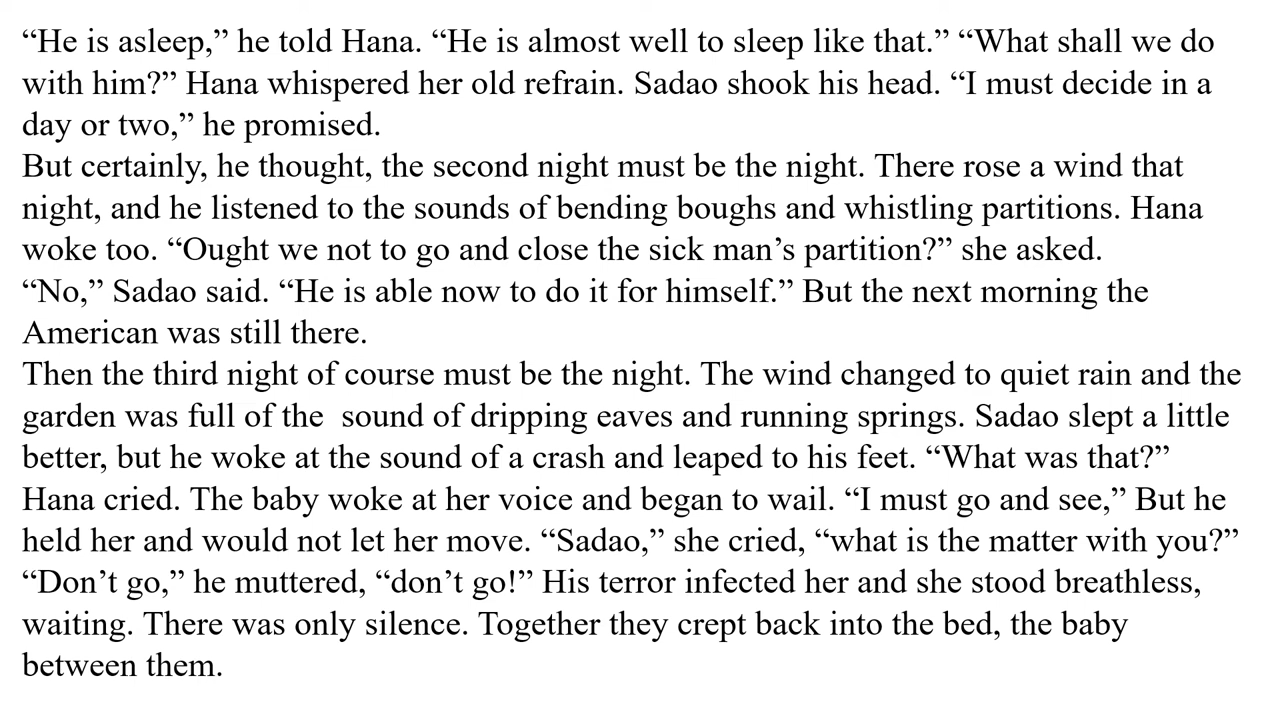 “He is asleep,” he told Hana. “He is almost well to sleep like that.” “What shall we do
with him?” Hana whispered her old refrain. Sadao shook his head. “I must decide in a
day or two,” he promised.
But certainly, he thought, the second night must be the night. There rose a wind that
night, and he listened to the sounds of bending boughs and whistling partitions. Hana
woke too. “Ought we not to go and close the sick man’s partition?” she asked.
“No,” Sadao said. “He is able now to do it for himself.” But the next morning the
American was still there.
Then the third night of course must be the night. The wind changed to quiet rain and the
garden was full of the  sound of dripping eaves and running springs. Sadao slept a little
better, but he woke at the sound of a crash and leaped to his feet. “What was that?”
Hana cried. The baby woke at her voice and began to wail. “I must go and see,” But he
held her and would not let her move. “Sadao,” she cried, “what is the matter with you?”
“Don’t go,” he muttered, “don’t go!” His terror infected her and she stood breathless,
waiting. There was only silence. Together they crept back into the bed, the baby
between them.